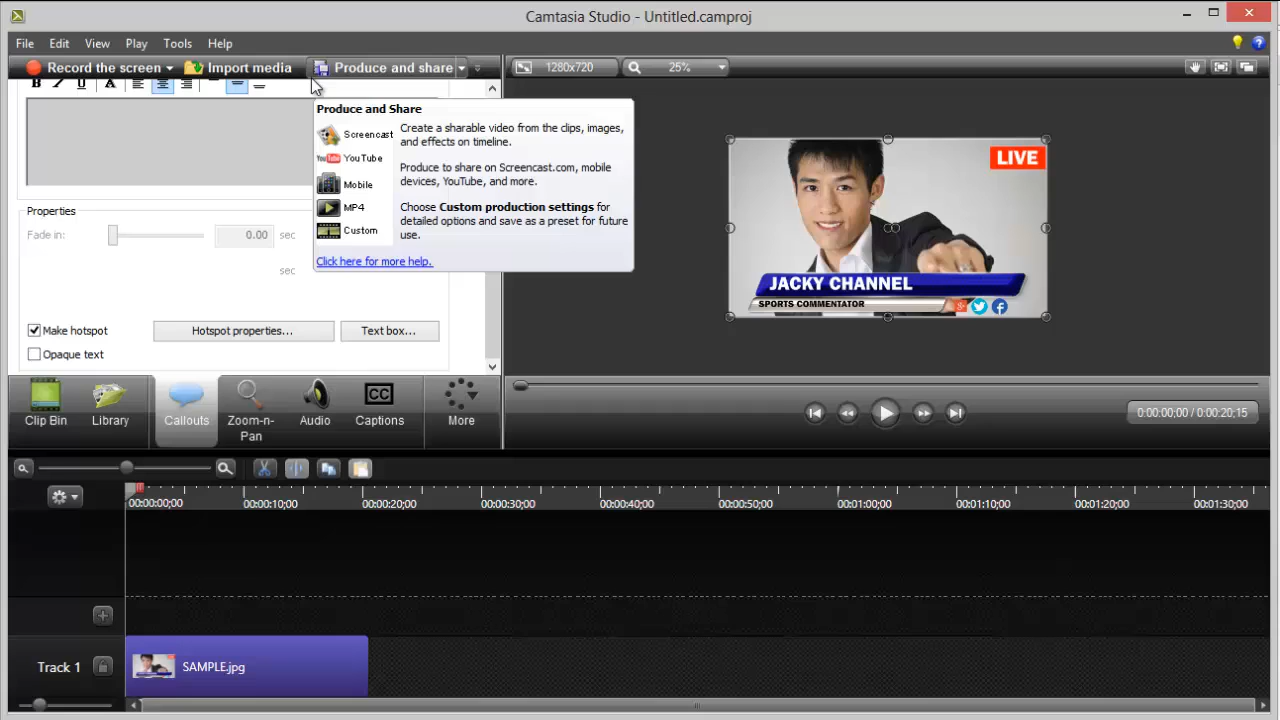 Camtasia Studio - Untitled.camproj
File Edit View Play Tools Help
Record the screen Import media Produce and share
1280x720 25%
B I U A
Produce and Share
Screencast
YouTube
Mobile
MP4
Custom
Create a sharable video from the clips, images,
and effects on timeline.
Produce to share on Screencast.com, mobile
devices, YouTube, and more.
Choose Custom production settings for
detailed options and save as a preset for future
use.
Click here for more help.
Properties
Fade in: 0.00 sec
sec
Make hotspot Hotspot properties... Text box...
Opaque text
LIVE
JACKY CHANNEL
SPORTS COMMENTATOR
Clip Bin Library Callouts Zoom-n-Pan Audio Captions More
CC
0:00:00;00 / 0:00:20;15
00:00:00;00 00:00:10;00 00:00:20;00 00:00:30;00 00:00:40;00 00:00:50;00 00:01:00;00 00:01:10;00 00:01:20;00 00:01:30;00
Track 1 SAMPLE.jpg